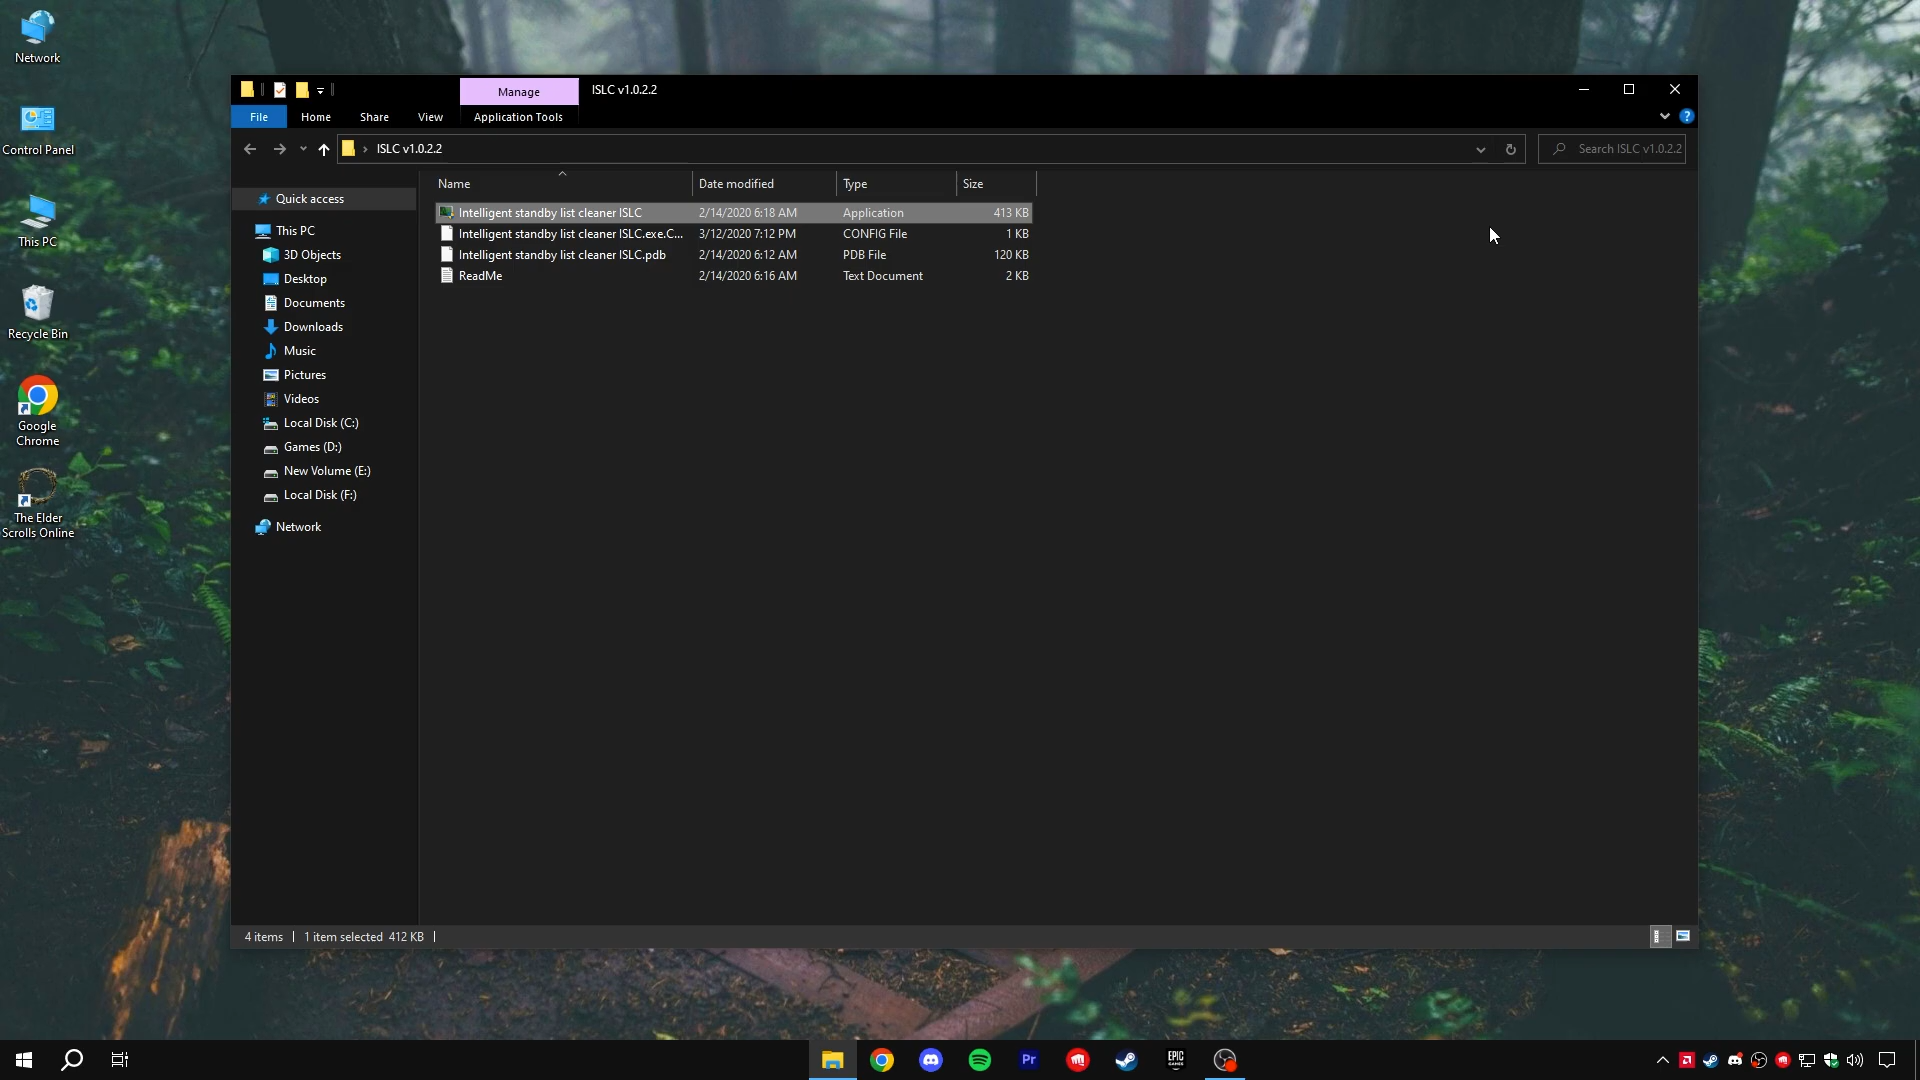 Network
Control Panel
This PC
Recycle Bin
Google
Chrome
The Elder
Scrolls Online
Manage
ISLC v1.0.2.2
File
Home
Share
View
Application Tools
?
ISLC v1.0.2.2
Search ISLC v1.0.2.2
Quick access
This PC
3D Objects
Desktop
Documents
Downloads
Music
Pictures
Videos
Local Disk (C:)
Games (D:)
New Volume (E:)
Local Disk (F:)
Network
Name Date modified Type Size
Intelligent standby list cleaner ISLC 2/14/2020 6:18 AM Application 413 KB
Intelligent standby list cleaner ISLC.exe.C... 3/12/2020 7:12 PM CONFIG File 1 KB
Intelligent standby list cleaner ISLC.pdb 2/14/2020 6:12 AM PDB File 120 KB
ReadMe 2/14/2020 6:16 AM Text Document 2 KB
4 items 1 item selected 412 KB
Pr
EPIC
GAMES